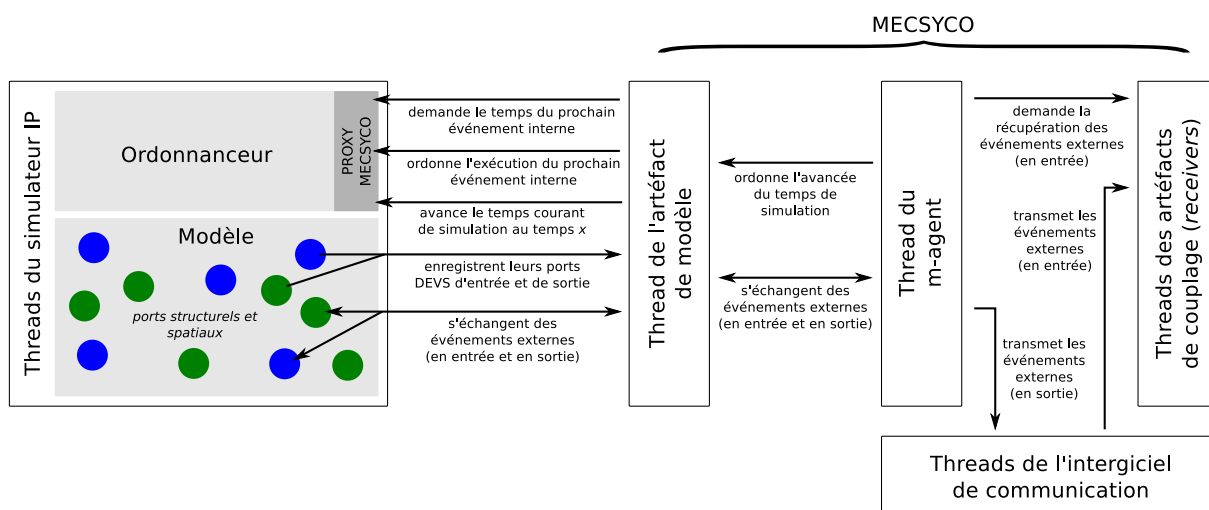 MECSYCO
Threads du simulateur IP
Ordonnanceur
PROXY
MECSYCO
Modèle
ports structurels et
spatiaux
demande le temps du prochain
événement interne
ordonne l'exécution du prochain
événement interne
avance le temps courant
de simulation au temps x
enregistrent leurs ports
DEVS d'entrée et de sortie
s'échangent des
événements externes
(en entrée et en sortie)
Thread de l'artéfact
de modèle
ordonne l'avancée
du temps de
simulation
s'échangent des
événements externes
(en entrée et en sortie)
Thread du
m-agent
demande la
récupération des
événements externes
(en entrée)
transmet les
événements
externes
(en entrée)
transmet les
événements
externes
(en sortie)
Threads des artéfacts
de couplage (receivers)
Threads de l'intergiciel
de communication